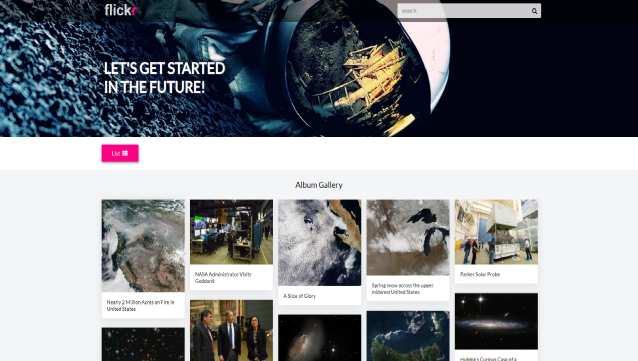 flickr
search
LET'S GET STARTED
IN THE FUTURE!
List
Album Gallery
Nearly 2 Million Acres on Fire in
United States
NASA Administrator Visits
Goddard
A Slice of Glory
Spring snow across the upper
midwest United States
Parker Solar Probe
Hubble's Curious Case of a